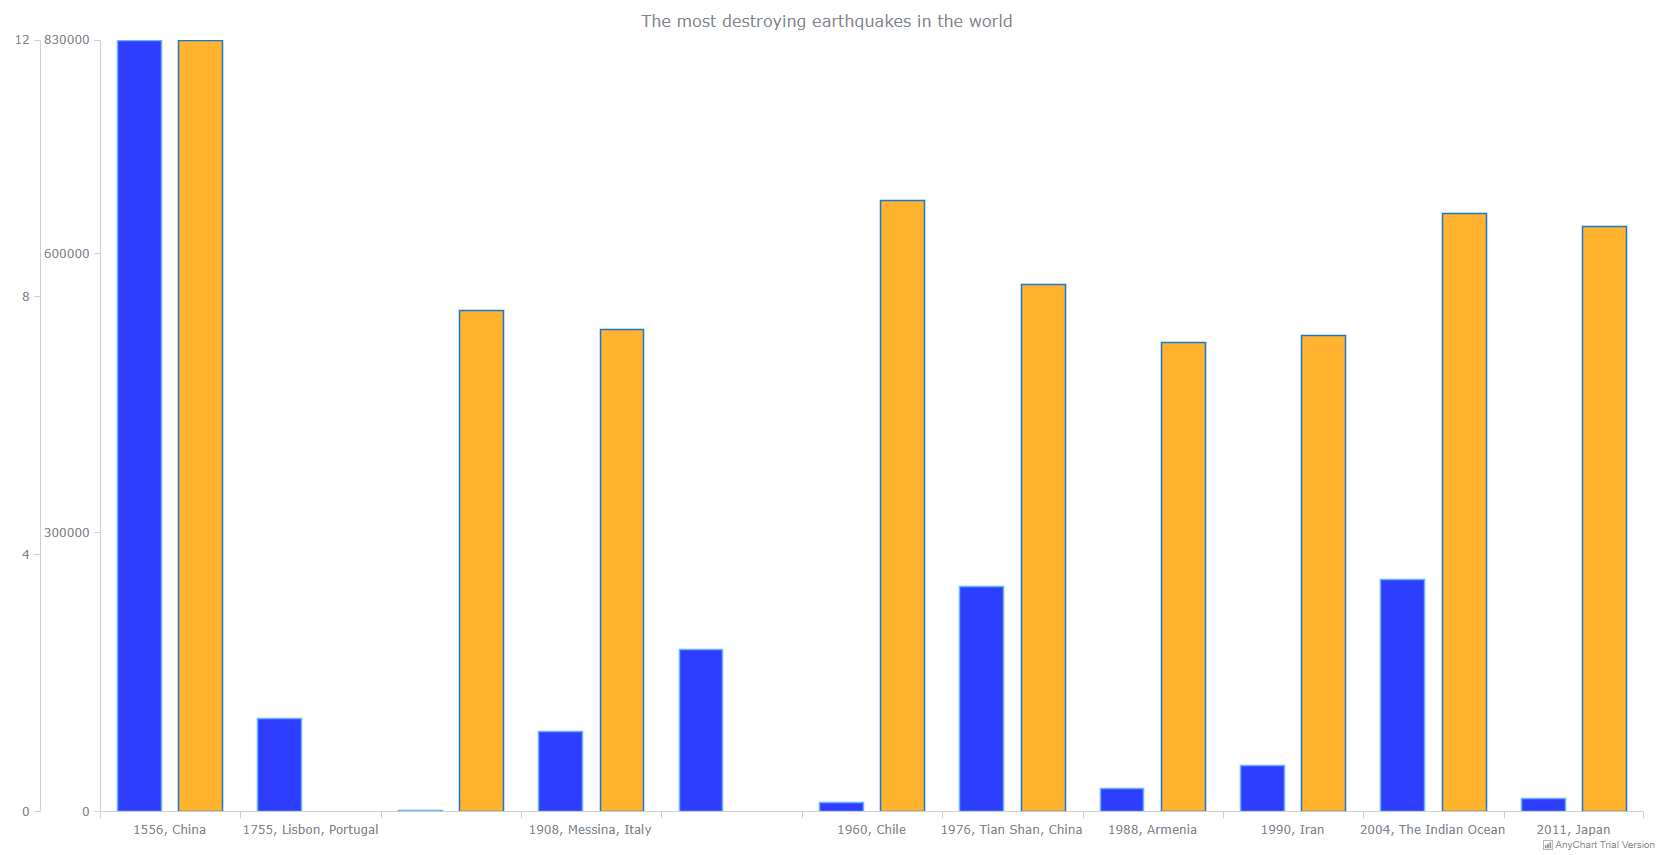 The most destroying earthquakes in the world
12 830000
600000
8
300000
4
0 0
1556, China 1755, Lisbon, Portugal 1908, Messina, Italy 1960, Chile 1976, Tian Shan, China 1988, Armenia 1990, Iran 2004, The Indian Ocean 2011, Japan
AnyChart Trial Version